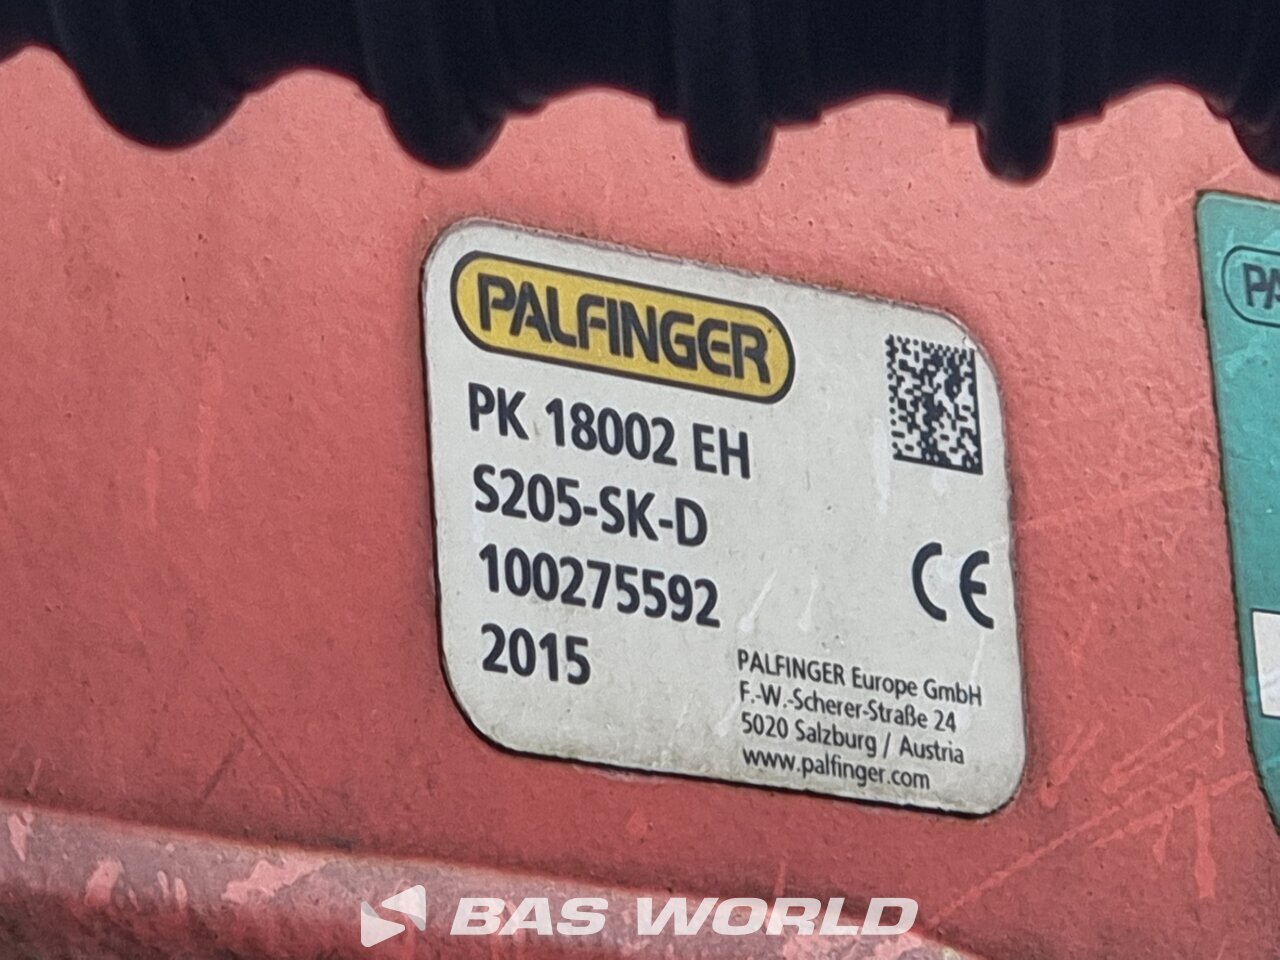 PALFINGER
PK 18002 EH
S205-SK-D
100275592
2015
CE
PALFINGER Europe GmbH
F.-W.-Scherer-Straße 24
5020 Salzburg / Austria
www.palfinger.com
PA
BAS WORLD